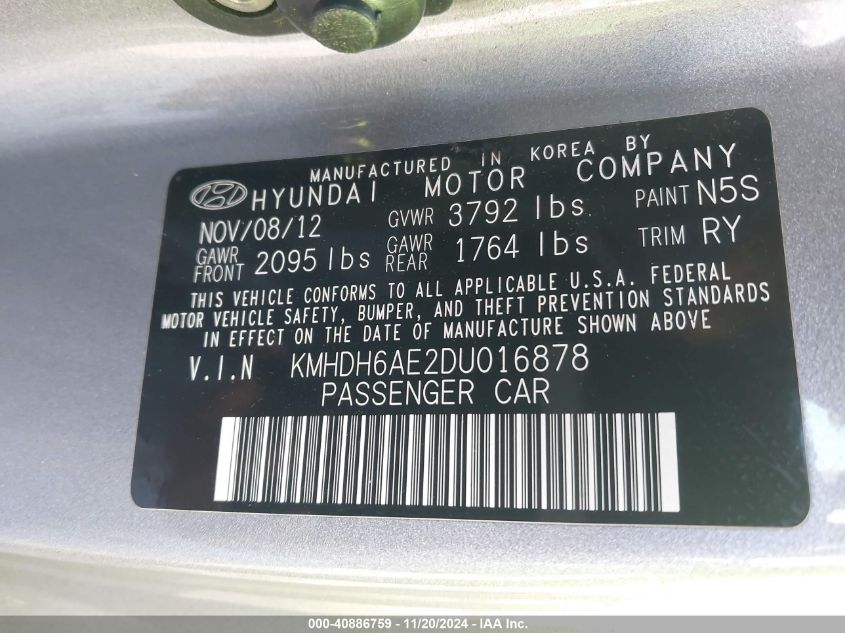 MANUFACTURED IN KOREA BY
HYUNDAI MOTOR COMPANY
NOV/08/12 GVWR 3792 lbs. PAINT N5S
GAWR FRONT 2095 lbs GAWR REAR 1764 lbs TRIM RY
THIS VEHICLE CONFORMS TO ALL APPLICABLE U.S.A. FEDERAL
MOTOR VEHICLE SAFETY, BUMPER, AND THEFT PREVENTION STANDARDS
IN EFFECT ON THE DATE OF MANUFACTURE SHOWN ABOVE
V.I.N KMHDH6AE2DU016878
PASSENGER CAR
000-40886759 — 11/20/2024 — IAAI.com